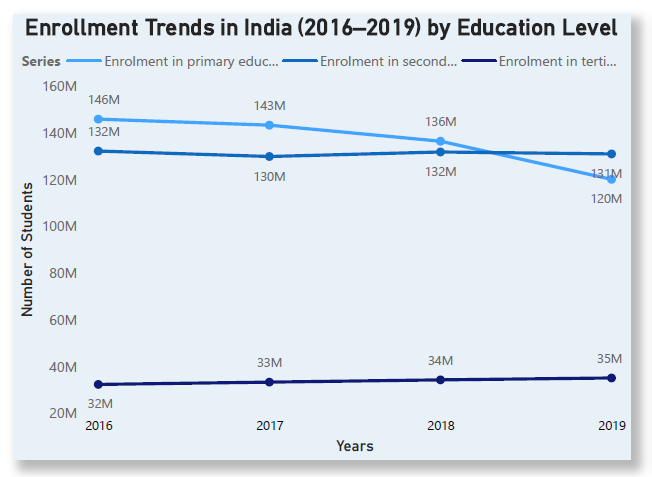 Enrollment Trends in India (2016–2019) by Education Level
Series Enrolment in primary educ... Enrolment in second... Enrolment in terti...
160M
146M
143M
140M
132M
136M
130M
132M
131M
120M
120M
100M
80M
60M
40M
33M
34M
35M
32M
20M
Number of Students
2016 2017 2018 2019
Years